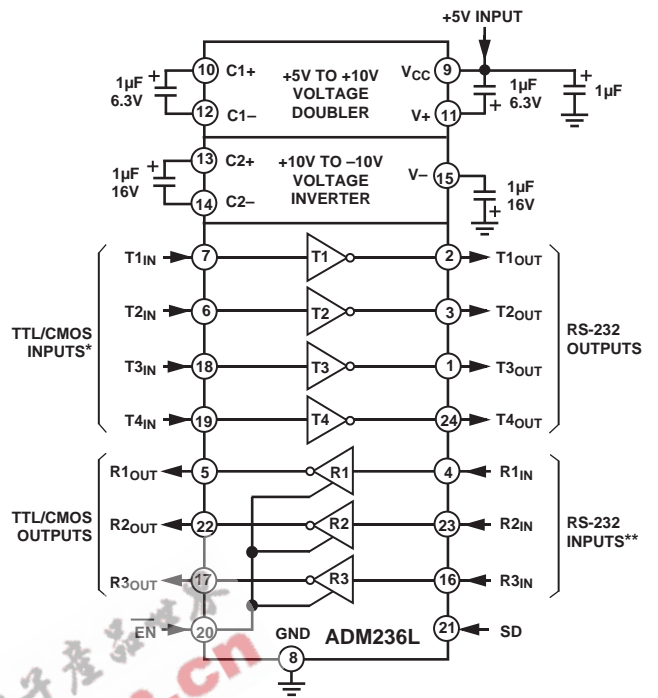 +5V INPUT
10 C1+ +5V TO +10V VOLTAGE DOUBLER VCC 9
1µF + 6.3V
12 C1– V+ 11
1µF 6.3V +
+ 1µF
13 C2+ +10V TO –10V VOLTAGE INVERTER V– 15
1µF + 16V
14 C2–
1µF + 16V
TTL/CMOS INPUTS*
T1IN 7 T1 2 T1OUT
T2IN 6 T2 3 T2OUT
T3IN 18 T3 1 T3OUT
T4IN 19 T4 24 T4OUT
RS-232 OUTPUTS
TTL/CMOS OUTPUTS
R1OUT 5 R1 4 R1IN
R2OUT 22 R2 23 R2IN
R3OUT 17 R3 16 R3IN
RS-232 INPUTS**
EN 20 GND 8 ADM236L 21 SD
.cn